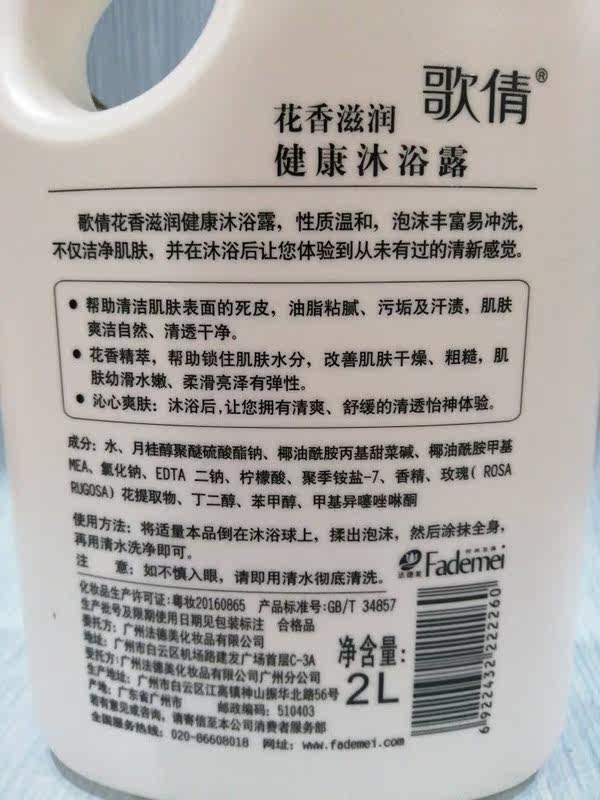 歌倩®
花香滋润
健康沐浴露
歌倩花香滋润健康沐浴露，性质温和，泡沫丰富易冲洗，
不仅洁净肌肤，并在沐浴后让您体验到从未有过的清新感觉。
● 帮助清洁肌肤表面的死皮，油脂粘腻、污垢及汗渍，肌肤
爽洁自然、清透干净。
● 花香精萃，帮助锁住肌肤水分，改善肌肤干燥、粗糙，肌
肤幼滑水嫩、柔滑亮泽有弹性。
● 沁心爽肤：沐浴后,让您拥有清爽、舒缓的清透怡神体验。
成分：水、月桂醇聚醚硫酸酯钠、椰油酰胺丙基甜菜碱、椰油酰胺甲基
MEA、氯化钠、EDTA 二钠、柠檬酸、聚季铵盐-7、香精、玫瑰( ROSA
RUGOSA) 花提取物、丁二醇、苯甲醇、甲基异噻唑啉酮
使用方法：将适量本品倒在沐浴球上，揉出泡沫，然后涂抹全身，
再用清水洗净即可。
注　意：如不慎入眼，请即用清水彻底清洗。
法德美 Fademei
化妆品生产许可证:粤妆20160865 产品标准号:GB/T 34857
生产批号及限期使用日期见包装标注 合格品
委托方：广州法德美化妆品有限公司
地址：广州市白云区机场路建发广场首层C-3A
受托方：广州法德美化妆品有限公司广州分公司
生产地址：广州市白云区江高镇神山振华北路56号
产地：广东省广州市 邮政编码：510403
若有意见或咨询，请寄信至本公司消费者服务部
全国服务热线：020-86608018 网址：www.fademei.com
净含量：
2L
6 922432 222260